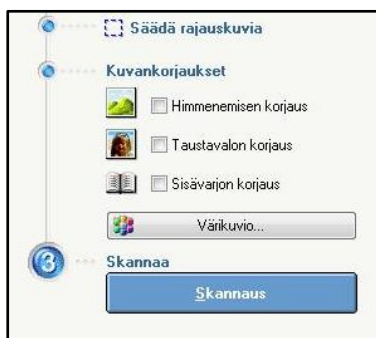 Säädä rajauskuvia
Kuvankorjaukset
Himmenemisen korjaus
Taustavalon korjaus
Sisävarjon korjaus
Värikuvio...
3 Skannaa
Skannaus